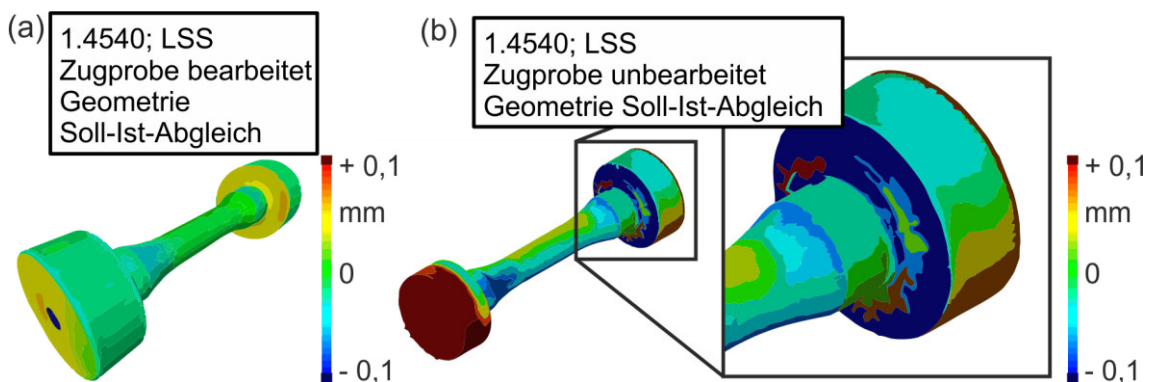 (a)
1.4540; LSS
Zugprobe bearbeitet
Geometrie
Soll-Ist-Abgleich
+ 0,1
mm
0
- 0,1
(b)
1.4540; LSS
Zugprobe unbearbeitet
Geometrie Soll-Ist-Abgleich
+ 0,1
mm
0
- 0,1